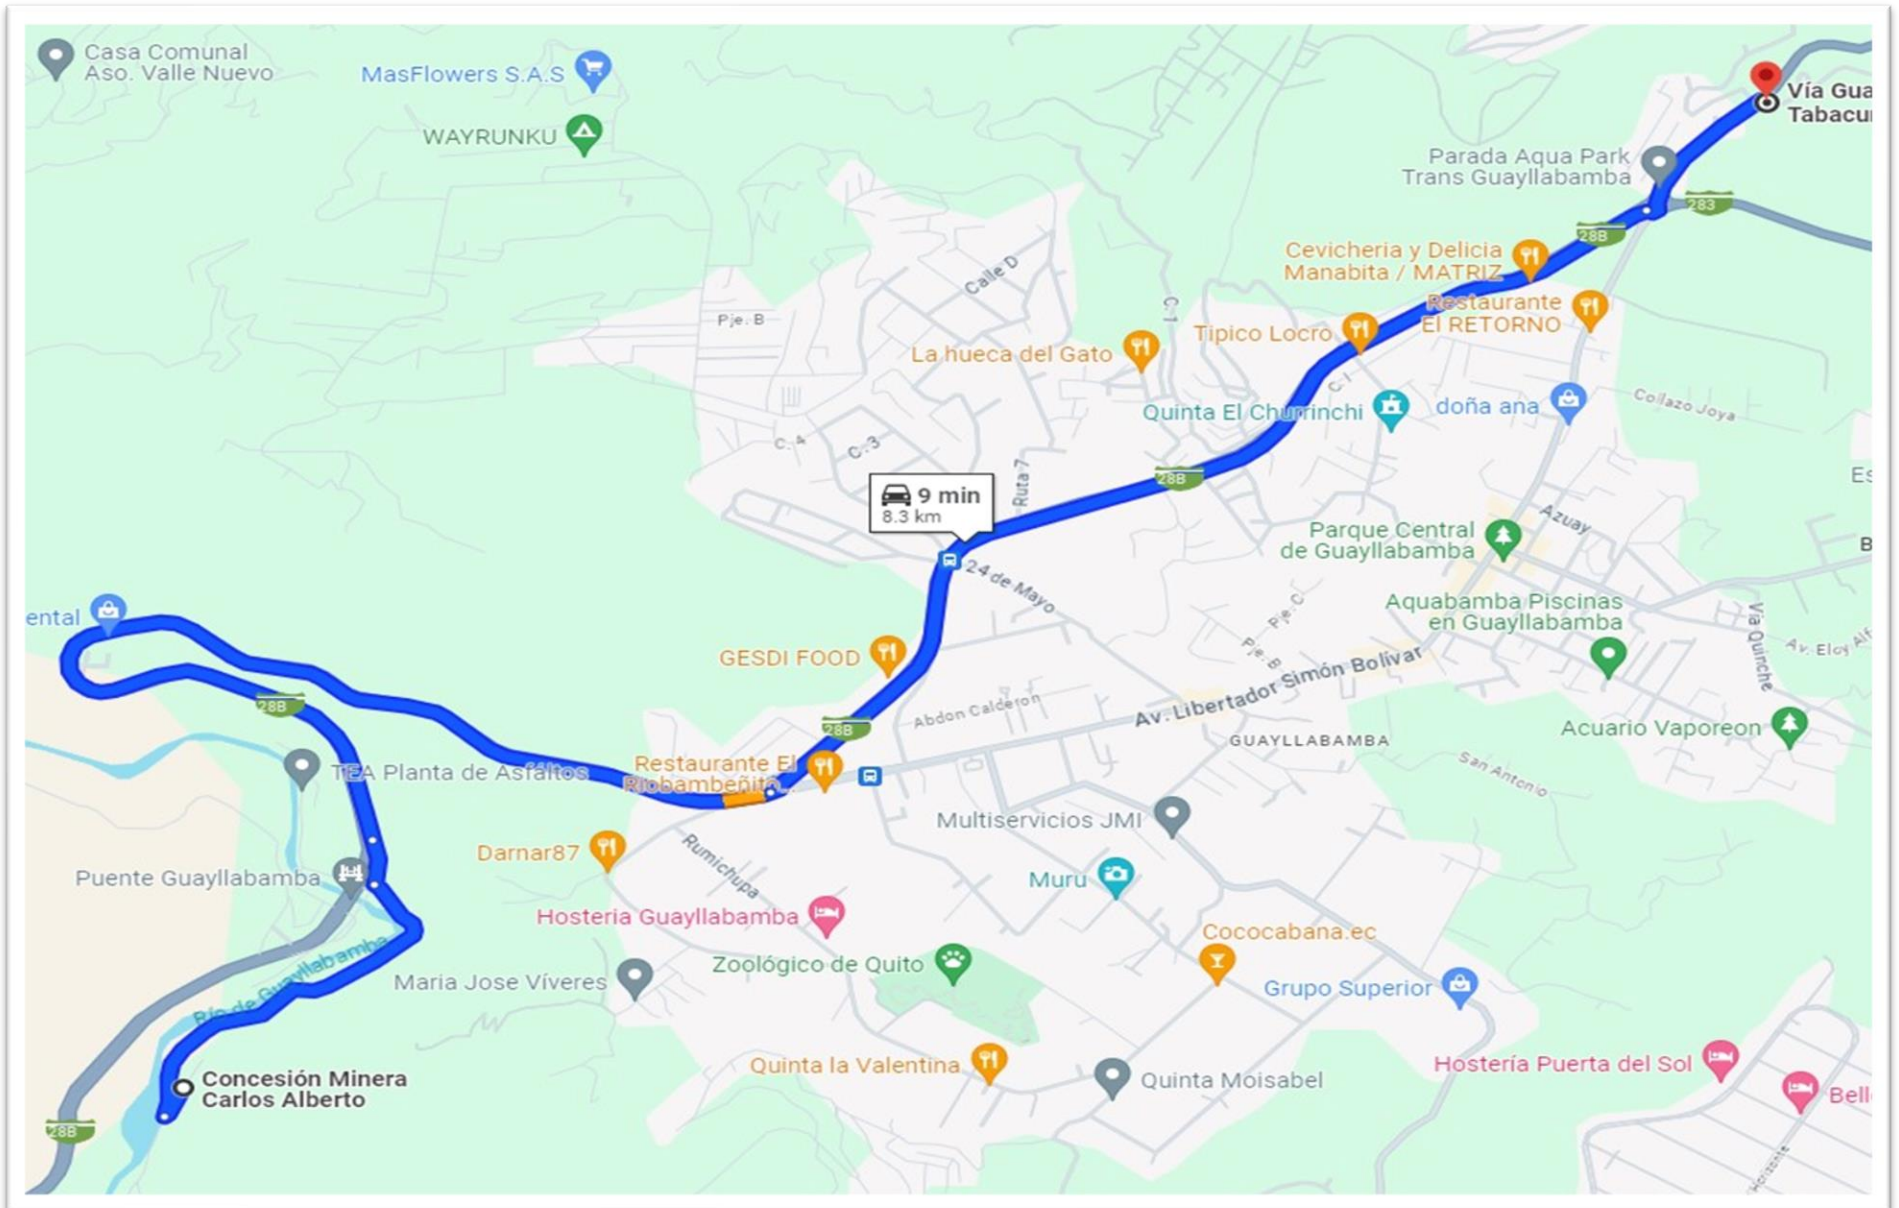 Casa Comunal
Aso. Valle Nuevo
MasFlowers S.A.S
WAYRUNKU
Vía Gua
Tabacu
Parada Aqua Park
Trans Guayllabamba
283
28B
Cevicheria y Delicia
Manabita / MATRIZ
Calle D
C. 1
Restaurante
El RETORNO
Pje. B
Tipico Locro
La hueca del Gato
C. 1
Quinta El Churrinchi
doña ana
Collazo Joya
C. 4
C. 3
28B
Ruta 7
9 min
8.3 km
Es
Azuay
Parque Central
de Guayllabamba
B
24 de Mayo
Pje. C
Aquabamba Piscinas
en Guayllabamba
ental
Vía Quinche
Av. Eloy Alf
GESDI FOOD
Pje. B
Av. Libertador Simón Bolívar
28B
Abdon Calderon
28B
Acuario Vaporeon
GUAYLLABAMBA
San Antonio
TEA Planta de Asfáltos
Restaurante El
Riobambeñito...
Multiservicios JMI
Darnar87
Rumichupa
Puente Guayllabamba
Muru
Hosteria Guayllabamba
Cococabana.ec
Río de Guayllabamba
Zoológico de Quito
Maria Jose Víveres
Grupo Superior
Quinta la Valentina
Hostería Puerta del Sol
Concesión Minera
Carlos Alberto
Quinta Moisabel
Bell
28B
Horizonte